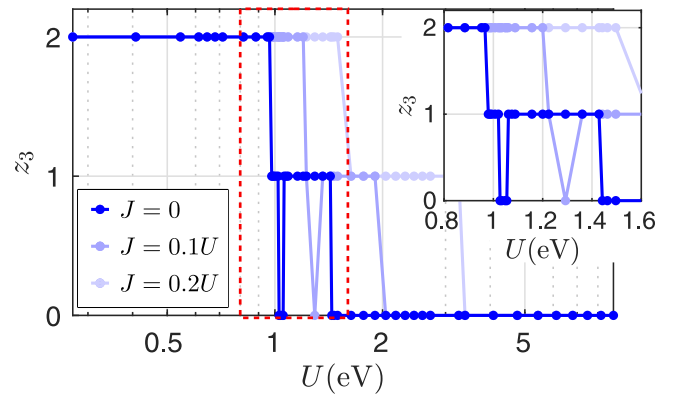 2
1
0
z₃
0.5
1
2
5
U(eV)
J = 0
J = 0.1U
J = 0.2U
2
1
0
z₃
0.8
1
1.2
1.4
1.6
U(eV)